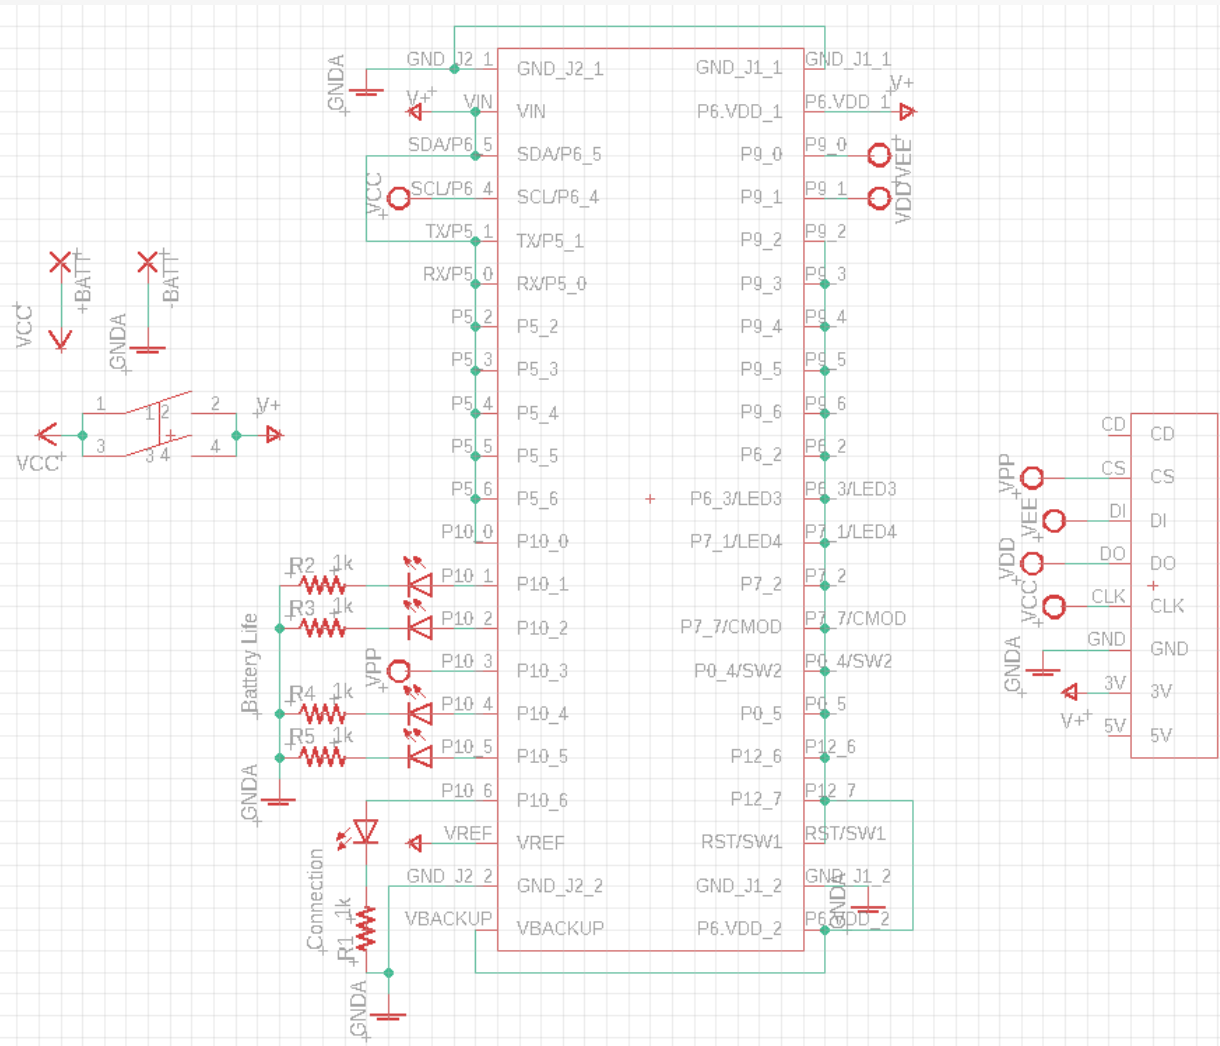 GND_J2_1
GND_J2_1
GND_J1_1
GND_J1_1
GNDA
V+
VIN
VIN
P6.VDD_1
P6.VDD_1
V+
SDA/P6_5
SDA/P6_5
P9_0
P9_0
VEE
VCC
SCL/P6_4
SCL/P6_4
P9_1
P9_1
VDD
TX/P5_1
TX/P5_1
P9_2
P9_2
RX/P5_0
RX/P5_0
P9_3
P9_3
P5_2
P5_2
P9_4
P9_4
P5_3
P5_3
P9_5
P9_5
P5_4
P5_4
P9_6
P9_6
P5_5
P5_5
P6_2
P6_2
P5_6
P5_6
P6_3/LED3
P6_3/LED3
P10_0
P10_0
P7_1/LED4
P7_1/LED4
+BATT
-BATT
VCC
GNDA
1
2
1 2
V+
3
4
3 4
VCC
R2
1k
P10_1
P10_1
P7_2
P7_2
R3
1k
P10_2
P10_2
P7_7/CMOD
P7_7/CMOD
Battery Life
VPP
P10_3
P10_3
P0_4/SW2
P0_4/SW2
R4
1k
P10_4
P10_4
P0_5
P0_5
R5
1k
P10_5
P10_5
P12_6
P12_6
GNDA
P10_6
P10_6
P12_7
P12_7
VREF
VREF
RST/SW1
RST/SW1
Connection
GND_J2_2
GND_J2_2
GND_J1_2
GND_J1_2
GNDA
R1
1k
VBACKUP
VBACKUP
P6.VDD_2
P6.VDD_2
GNDA
CD
CD
VPP
CS
CS
VEE
DI
DI
VDD
DO
DO
VCC
CLK
CLK
GNDA
GND
GND
3V
3V
V+
5V
5V